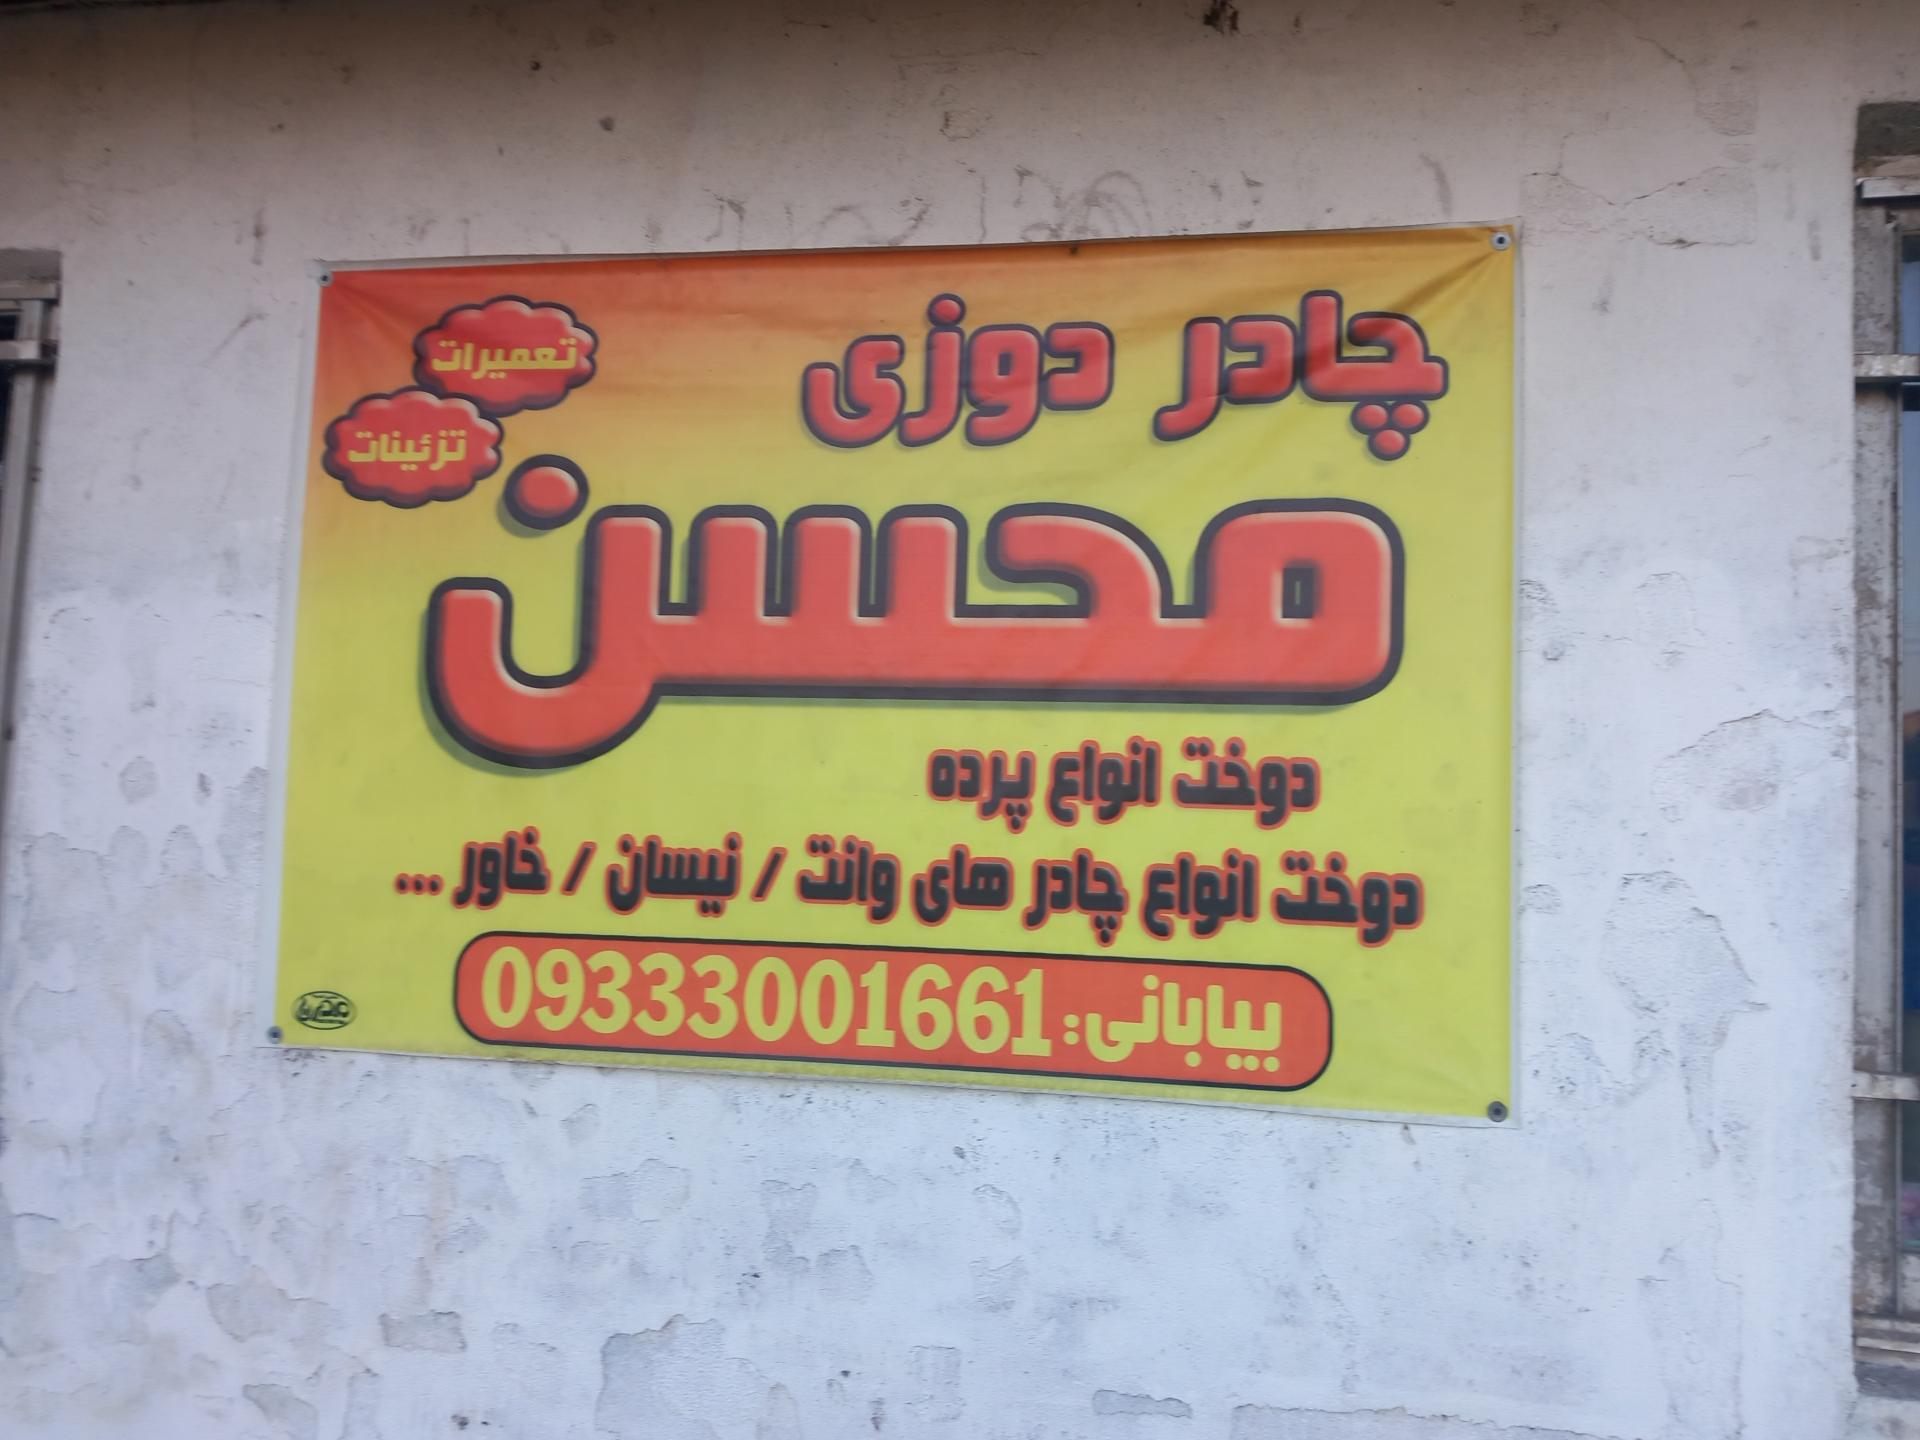 چادر دوزی
تعمیرات
تزئینات
محسن
دوخت انواع پرده
دوخت انواع چادر های وانت / نیسان / خاور ...
بیابانی: 09333001661